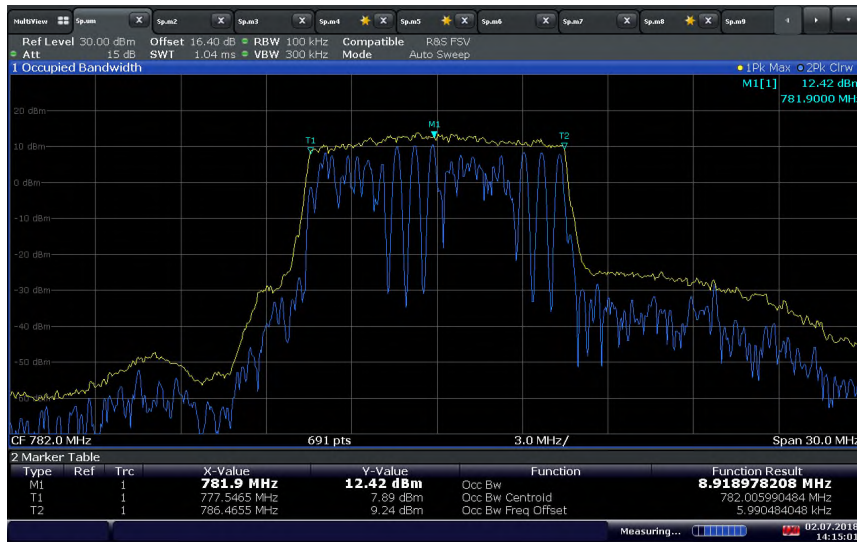 MultiView Sp.um X Sp.m2 X Sp.m3 X Sp.m4 X Sp.m5 X Sp.m6 X Sp.m7 X Sp.m8 X Sp.m9
Ref Level 30.00 dBm Offset 16.40 dB RBW 100 kHz Compatible R&S FSV
Att 15 dB SWT 1.04 ms VBW 300 kHz Mode Auto Sweep
1 Occupied Bandwidth 1Pk Max 2Pk Clrw
M1[1] 12.42 dBm
781.9000 MHz
20 dBm
M1
T1 T2
10 dBm
0 dBm
-10 dBm
-20 dBm
-30 dBm
-40 dBm
-50 dBm
CF 782.0 MHz 691 pts 3.0 MHz/ Span 30.0 MHz
2 Marker Table
Type Ref Trc X-Value Y-Value Function Function Result
M1 1 781.9 MHz 12.42 dBm Occ Bw 8.918978208 MHz
T1 1 777.5465 MHz 7.89 dBm Occ Bw Centroid 782.005990484 MHz
T2 1 786.4655 MHz 9.24 dBm Occ Bw Freq Offset 5.990484048 kHz
Measuring... 02.07.2018
14:15:01